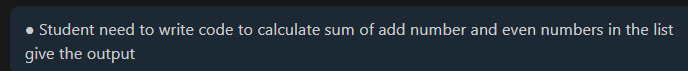 ● Student need to write code to calculate sum of add number and even numbers in the list
give the output